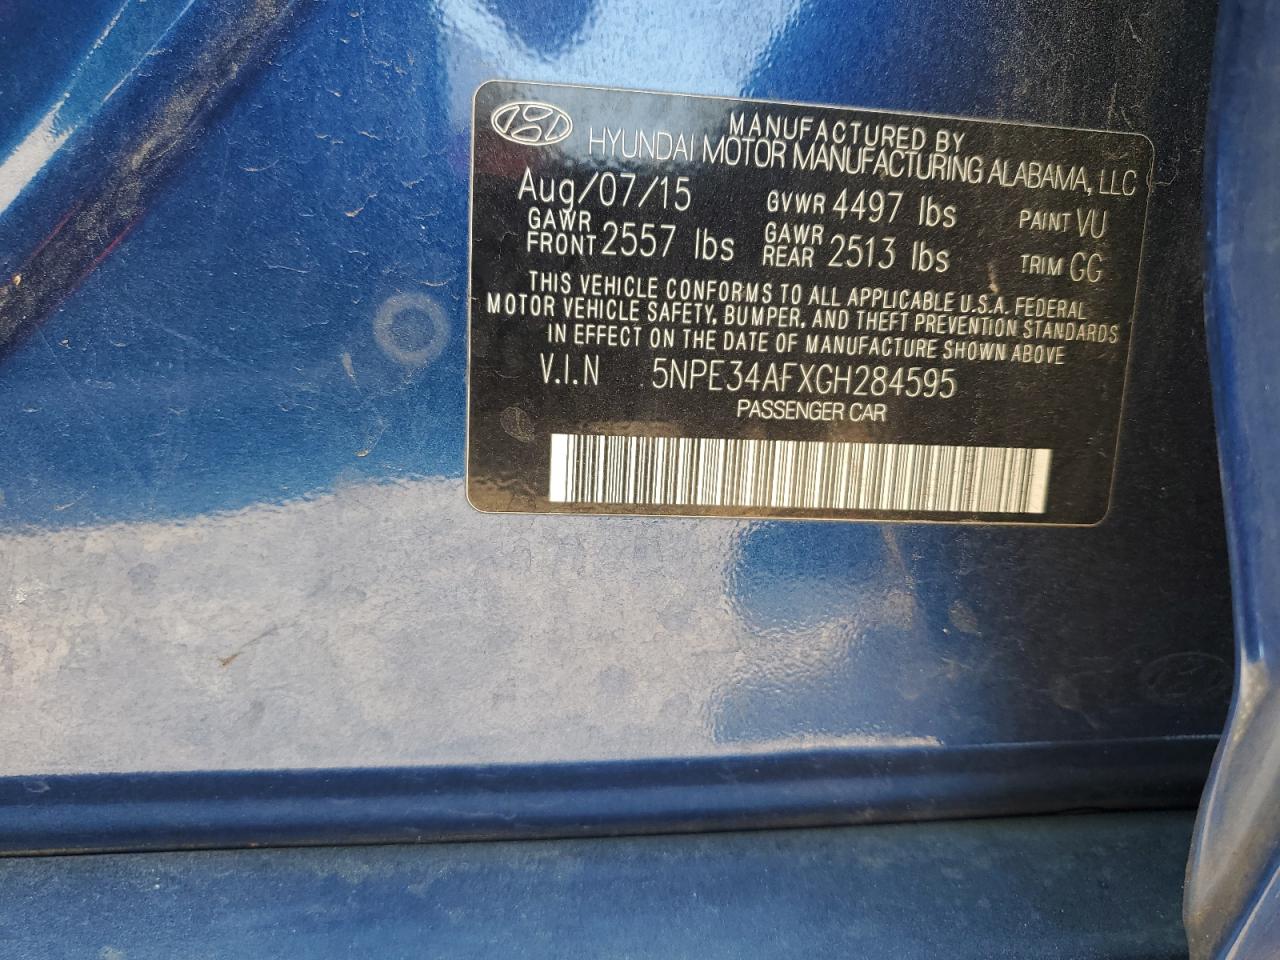 MANUFACTURED BY
HYUNDAI MOTOR MANUFACTURING ALABAMA, LLC
Aug/07/15 GVWR 4497 lbs PAINT VU
GAWR FRONT 2557 lbs GAWR REAR 2513 lbs TRIM GG
THIS VEHICLE CONFORMS TO ALL APPLICABLE U.S.A. FEDERAL
MOTOR VEHICLE SAFETY, BUMPER, AND THEFT PREVENTION STANDARDS
IN EFFECT ON THE DATE OF MANUFACTURE SHOWN ABOVE
V.I.N 5NPE34AFXGH284595
PASSENGER CAR